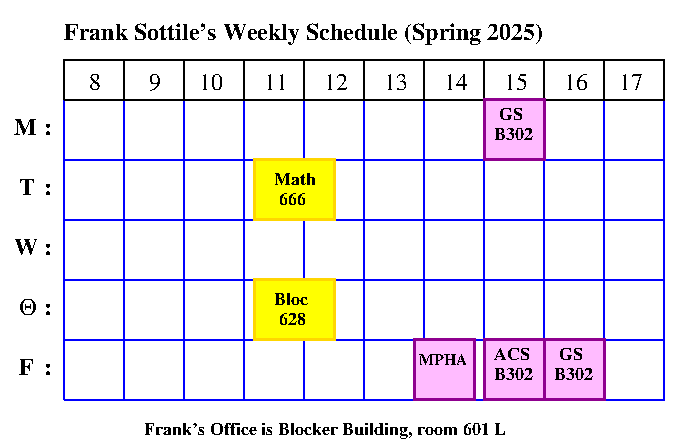 Frank Sottile's Weekly Schedule (Spring 2025)
8 9 10 11 12 13 14 15 16 17
M : GS
B302
T : Math
666
W :
Θ : Bloc
628
F : MPHA ACS GS
B302 B302
Frank's Office is Blocker Building, room 601 L